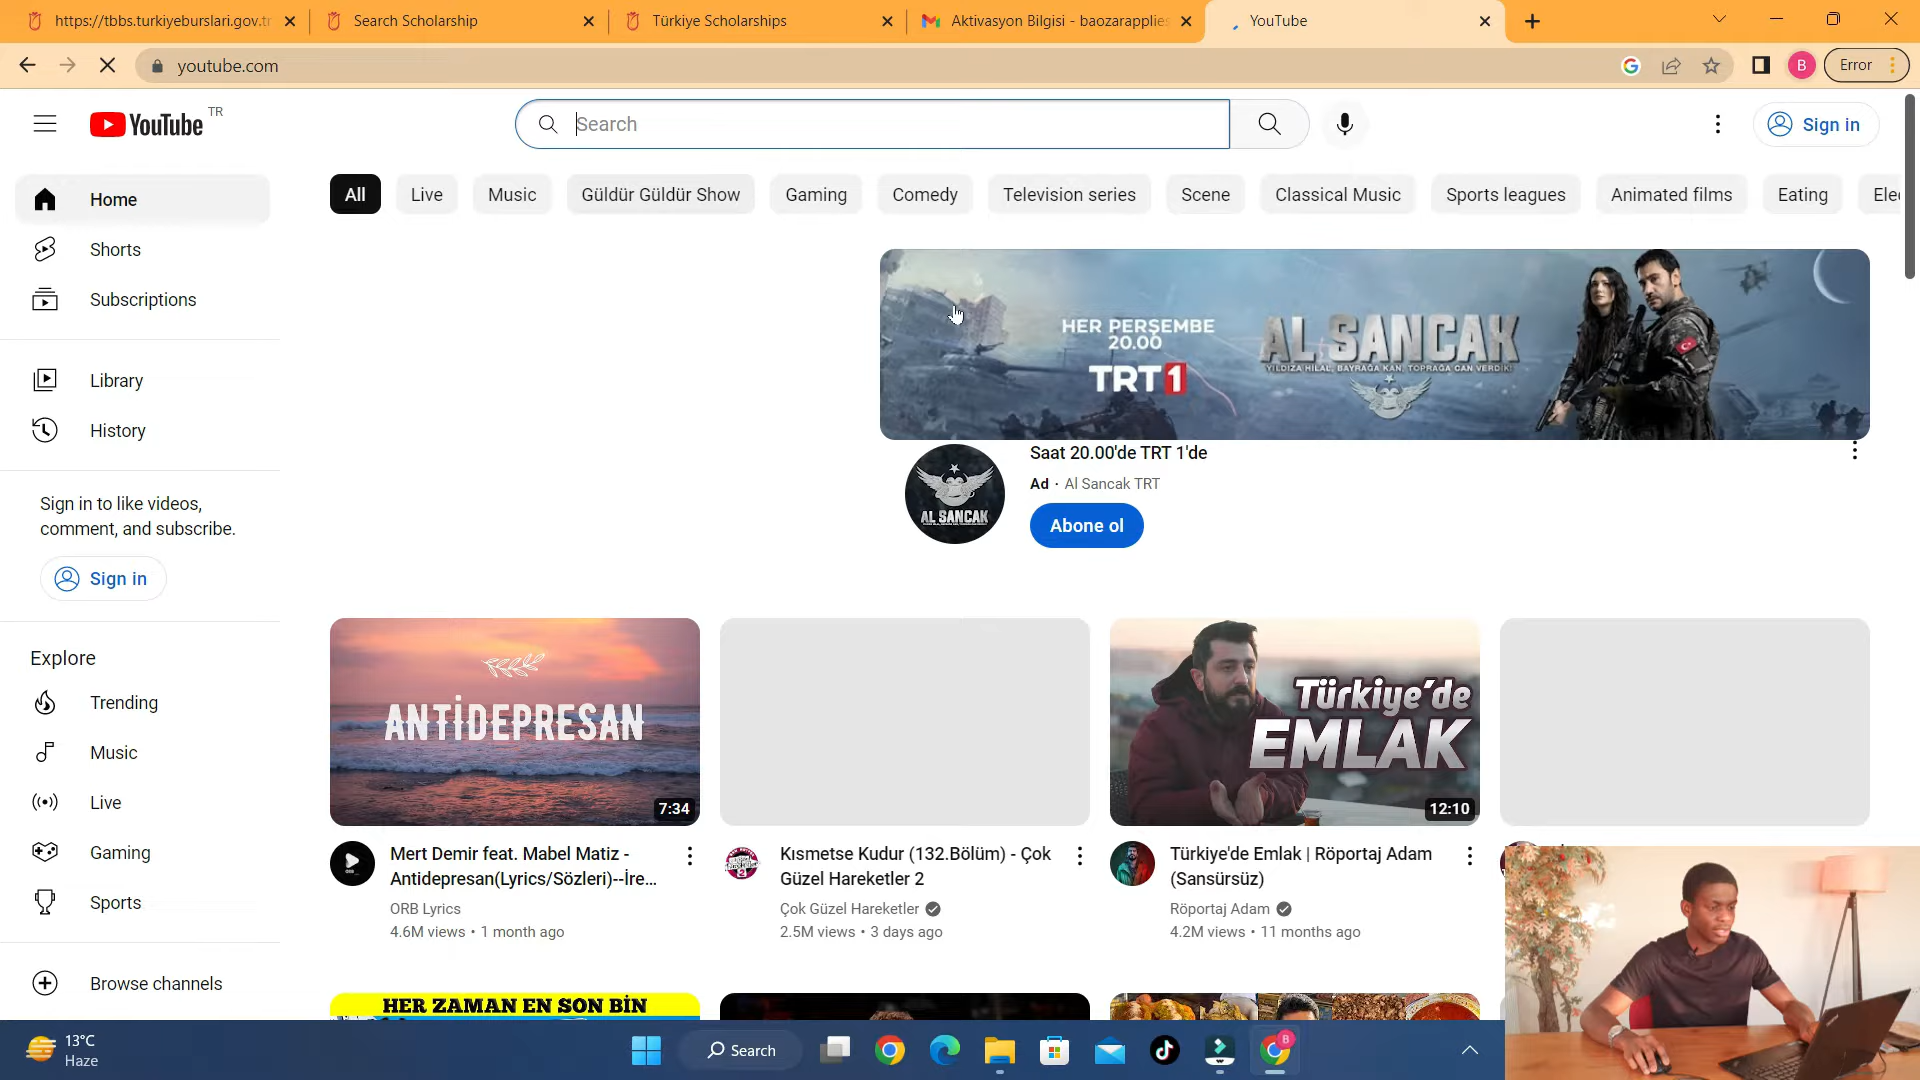 https://tbbs.turkiyeburslari.gov.tr
Search Scholarship
Türkiye Scholarships
Aktivasyon Bilgisi - baozarapplies
YouTube
youtube.com
B
Error
YouTube TR
Search
Sign in
Home
Shorts
Subscriptions
Library
History
Sign in to like videos,
comment, and subscribe.
Sign in
Explore
Trending
Music
Live
Gaming
Sports
Browse channels
All
Live
Music
Güldür Güldür Show
Gaming
Comedy
Television series
Scene
Classical Music
Sports leagues
Animated films
Eating
Ele
HER PERŞEMBE
20.00
TRT 1
AL SANCAK
YILDIZA HİLAL, BAYRAĞA KAN, TOPRAĞA CAN VERDİK!
AL SANCAK
Saat 20.00'de TRT 1'de
Ad · Al Sancak TRT
Abone ol
ANTİDEPRESAN
7:34
Türkiye'de
EMLAK
12:10
Mert Demir feat. Mabel Matiz -
Antidepresan(Lyrics/Sözleri)--İre...
ORB Lyrics
4.6M views • 1 month ago
Kısmetse Kudur (132.Bölüm) - Çok
Güzel Hareketler 2
Çok Güzel Hareketler
2.5M views • 3 days ago
Türkiye'de Emlak | Röportaj Adam
(Sansürsüz)
Röportaj Adam
4.2M views • 11 months ago
HER ZAMAN EN SON BİN
13°C
Haze
Search
B